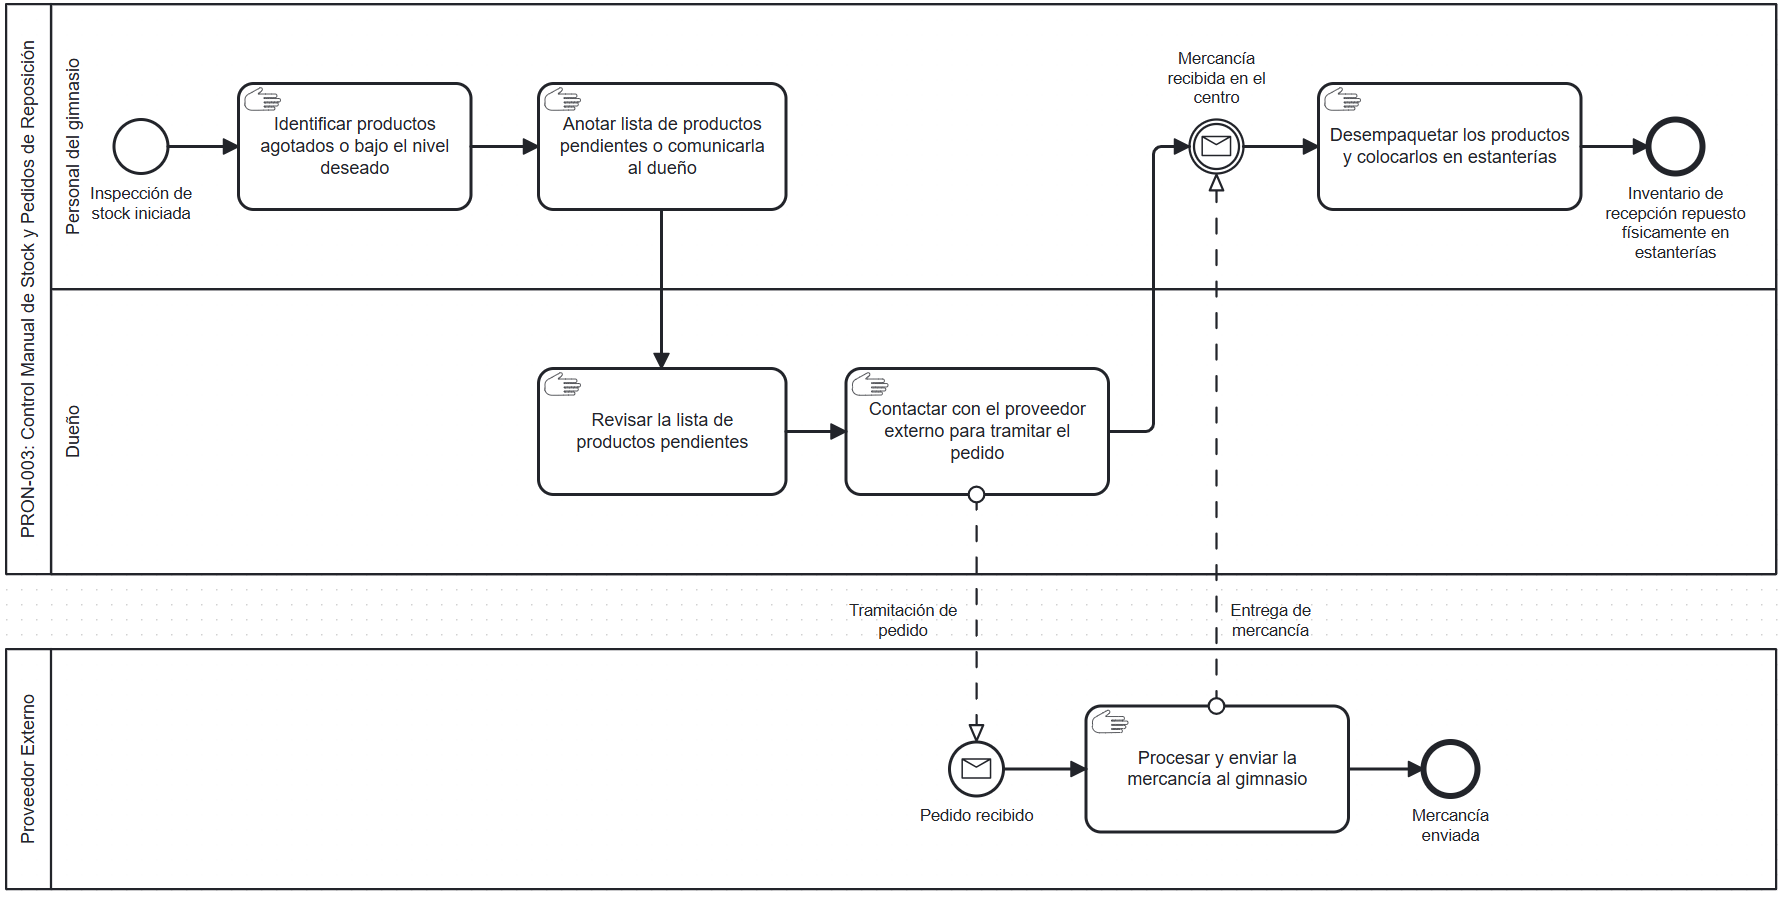 PRON-003: Control Manual de Stock y Pedidos de Reposición
Personal del gimnasio
Inspección de
stock iniciada
Identificar productos
agotados o bajo el nivel
deseado
Anotar lista de productos
pendientes o comunicarla
al dueño
Mercancía
recibida en el
centro
Desempaquetar los productos
y colocarlos en estanterías
Inventario de
recepción repuesto
físicamente en
estanterías
Dueño
Revisar la lista de
productos pendientes
Contactar con el proveedor
externo para tramitar el
pedido
Tramitación de
pedido
Entrega de
mercancía
Proveedor Externo
Pedido recibido
Procesar y enviar la
mercancía al gimnasio
Mercancía
enviada